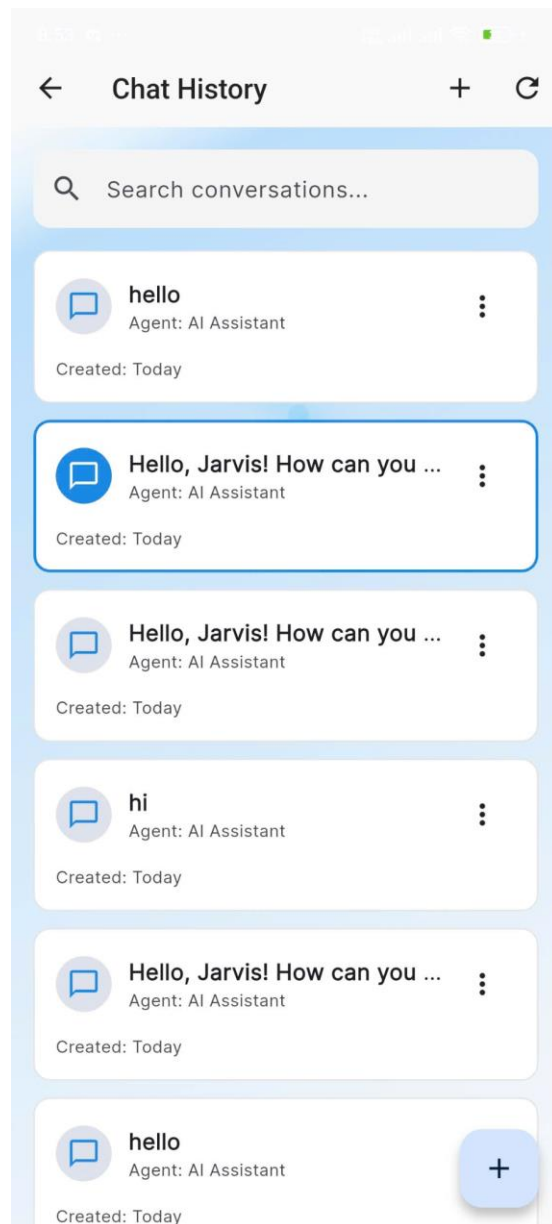 Chat History
Search conversations...
hello
Agent: AI Assistant
Created: Today
Hello, Jarvis! How can you ...
Agent: AI Assistant
Created: Today
Hello, Jarvis! How can you ...
Agent: AI Assistant
Created: Today
hi
Agent: AI Assistant
Created: Today
Hello, Jarvis! How can you ...
Agent: AI Assistant
Created: Today
hello
Agent: AI Assistant
Created: Today